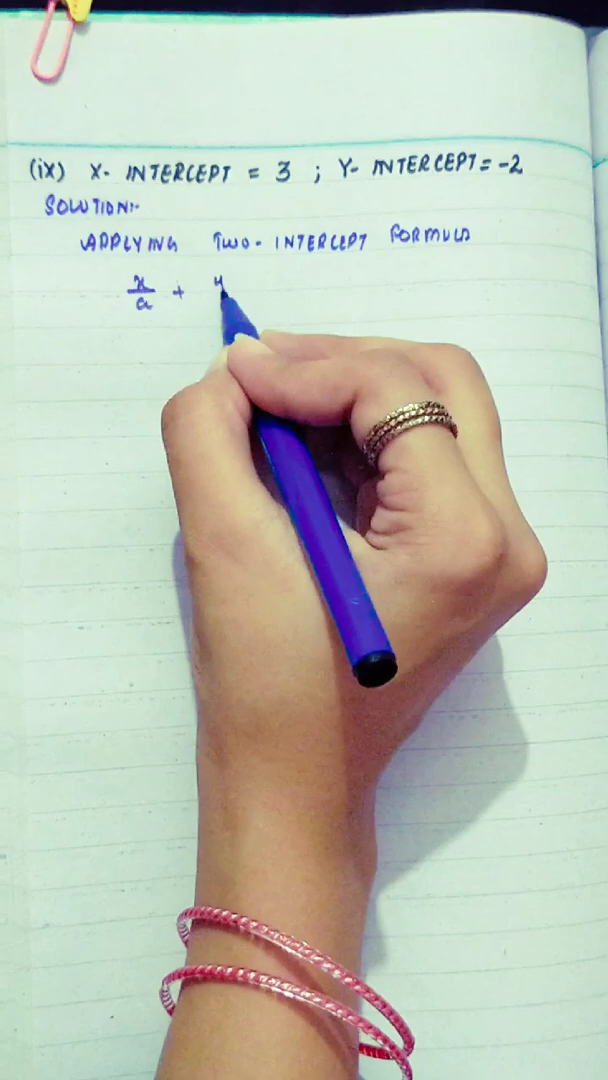 (ix) X- INTERCEPT = 3 ; Y- INTERCEPT = -2
SOLUTION:-
APPLYING TWO-INTERCEPT FORMULA
x/a + y